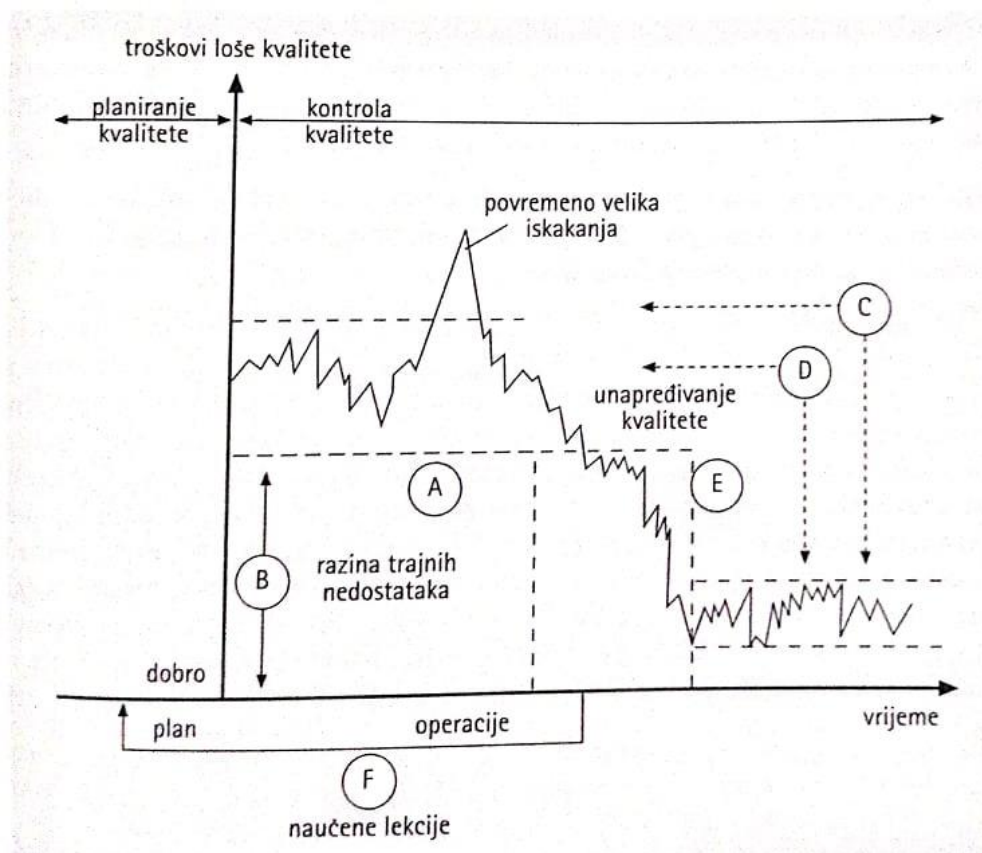 troškovi loše kvalitete
planiranje
kvalitete
kontrola
kvalitete
povremeno velika
iskakanja
C
D
unapređivanje
kvalitete
A
E
B
razina trajnih
nedostataka
dobro
plan
operacije
vrijeme
F
naučene lekcije